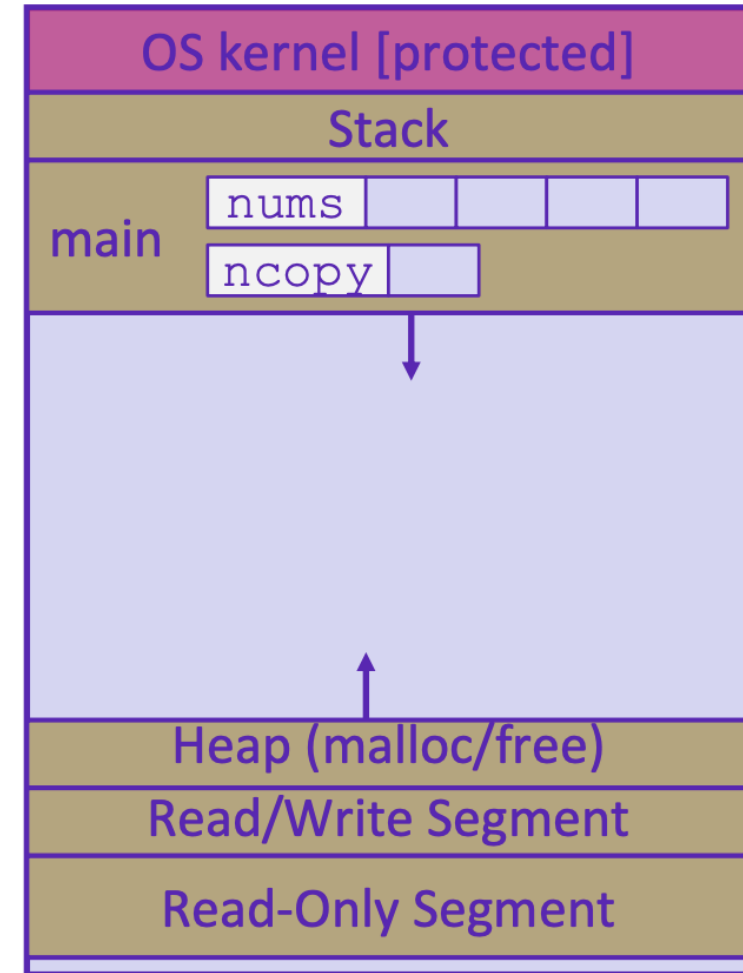 OS kernel [protected]
Stack
main
nums
ncopy
Heap (malloc/free)
Read/Write Segment
Read-Only Segment